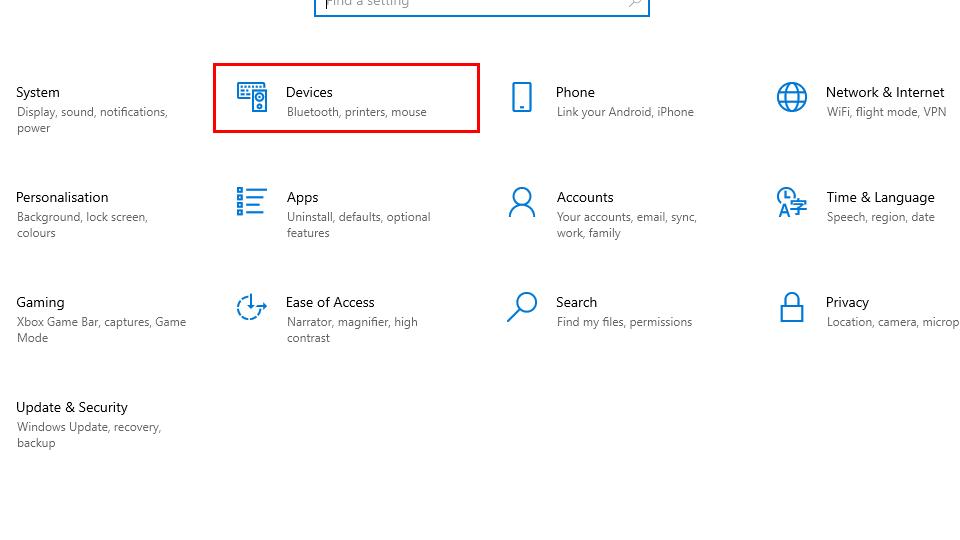 Find a setting
System
Display, sound, notifications,
power
Devices
Bluetooth, printers, mouse
Phone
Link your Android, iPhone
Network & Internet
WiFi, flight mode, VPN
Personalisation
Background, lock screen,
colours
Apps
Uninstall, defaults, optional
features
Accounts
Your accounts, email, sync,
work, family
Time & Language
Speech, region, date
Gaming
Xbox Game Bar, captures, Game
Mode
Ease of Access
Narrator, magnifier, high
contrast
Search
Find my files, permissions
Privacy
Location, camera, microp
Update & Security
Windows Update, recovery,
backup